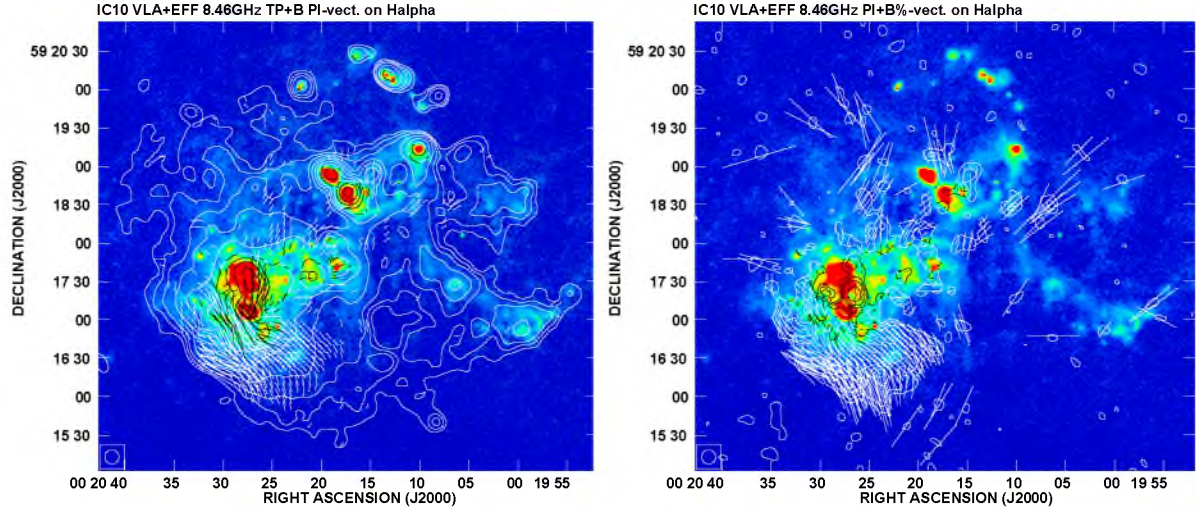 IC10 VLA+EFF 8.46GHz TP+B PI-vect. on Halpha
59 20 30
00
19 30
00
18 30
00
17 30
00
16 30
00
15 30
DECLINATION (J2000)
00 20 40 35 30 25 20 15 10 05 00 19 55
RIGHT ASCENSION (J2000)
IC10 VLA+EFF 8.46GHz PI+B%-vect. on Halpha
59 20 30
00
19 30
00
18 30
00
17 30
00
16 30
00
15 30
DECLINATION (J2000)
00 20 40 35 30 25 20 15 10 05 00 19 55
RIGHT ASCENSION (J2000)